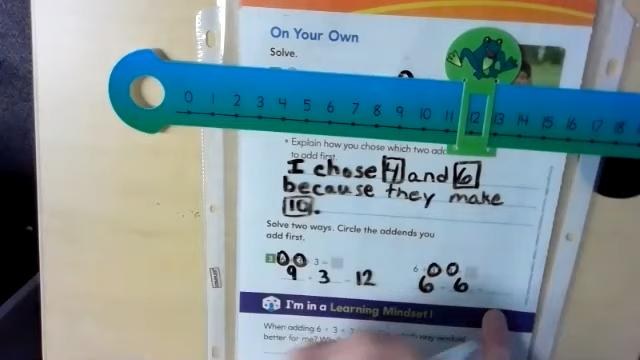 On Your Own
Solve.
0 1 2 3 4 5 6 7 8 9 10 11 12 13 14 15 16 17 18
• Explain how you chose which two add
to add first.
I chose 4 and 6
because they make
10.
Solve two ways. Circle the addends you
add first.
3 =
6
9 3 12
6 6
I'm in a Learning Mindset!
When adding 6 + 3 +
better for me?